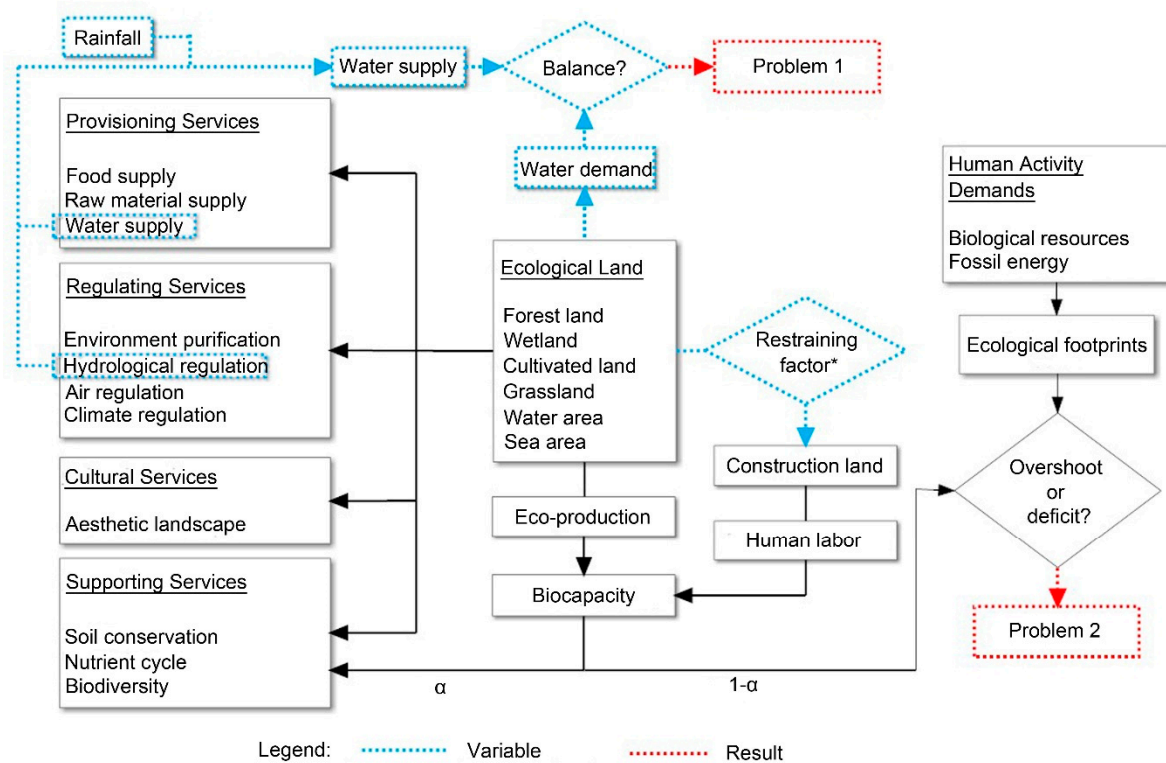 Rainfall
Water supply
Balance?
Problem 1
Provisioning Services
Food supply
Raw material supply
Water supply
Water demand
Human Activity
Demands
Biological resources
Fossil energy
Regulating Services
Environment purification
Hydrological regulation
Air regulation
Climate regulation
Ecological Land
Forest land
Wetland
Cultivated land
Grassland
Water area
Sea area
Restraining
factor*
Ecological footprints
Cultural Services
Aesthetic landscape
Construction land
Overshoot
or
deficit?
Eco-production
Human labor
Supporting Services
Soil conservation
Nutrient cycle
Biodiversity
Biocapacity
Problem 2
α
1-α
Legend:
Variable
Result